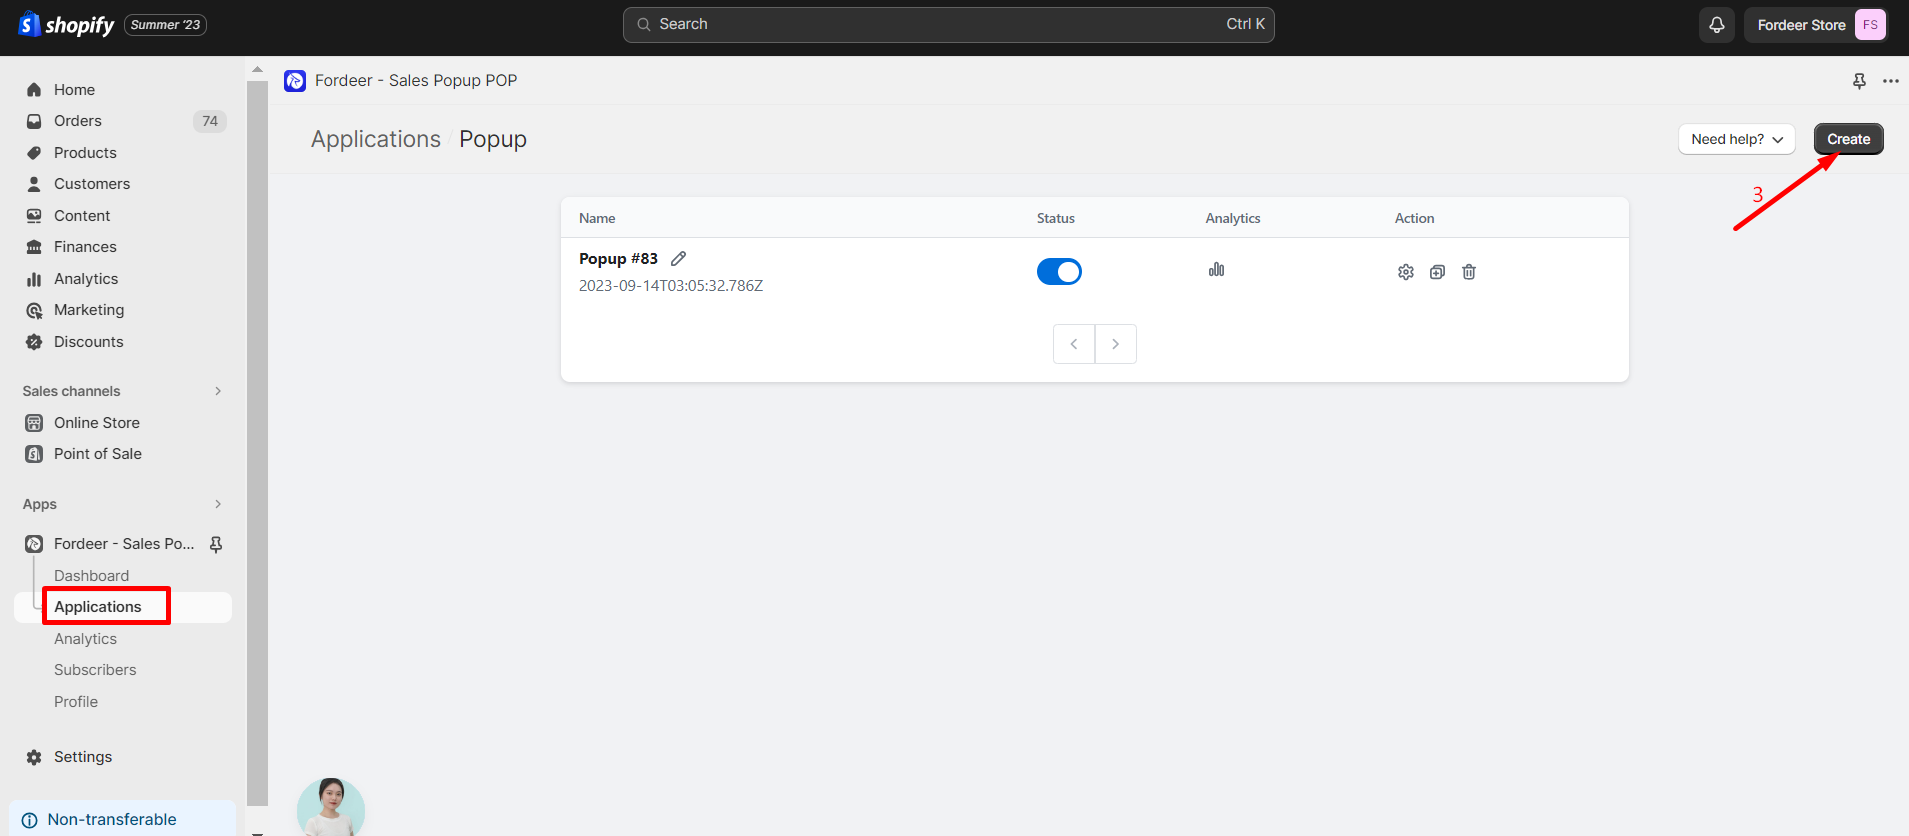 shopify Summer '23
Search Ctrl K
Fordeer Store FS
Home
Orders 74
Products
Customers
Content
Finances
Analytics
Marketing
Discounts
Sales channels
Online Store
Point of Sale
Apps
Fordeer - Sales Po...
Dashboard
Applications
Analytics
Subscribers
Profile
Settings
Non-transferable
Fordeer - Sales Popup POP
Applications / Popup
Need help?
Create
3
Name Status Analytics Action
Popup #83
2023-09-14T03:05:32.786Z